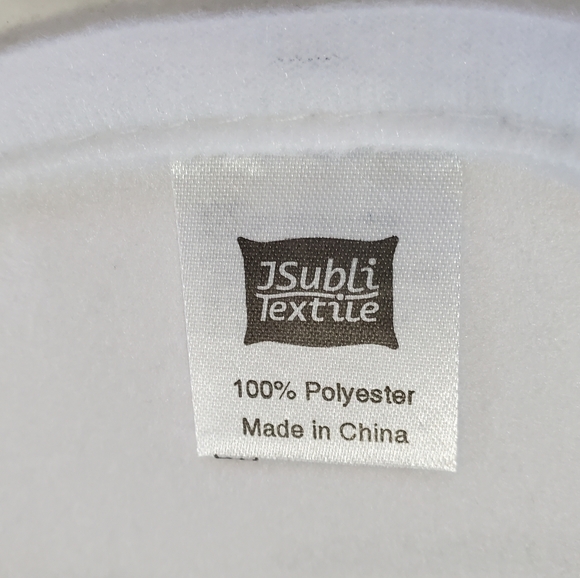 JSubli
Textile
100% Polyester
Made in China